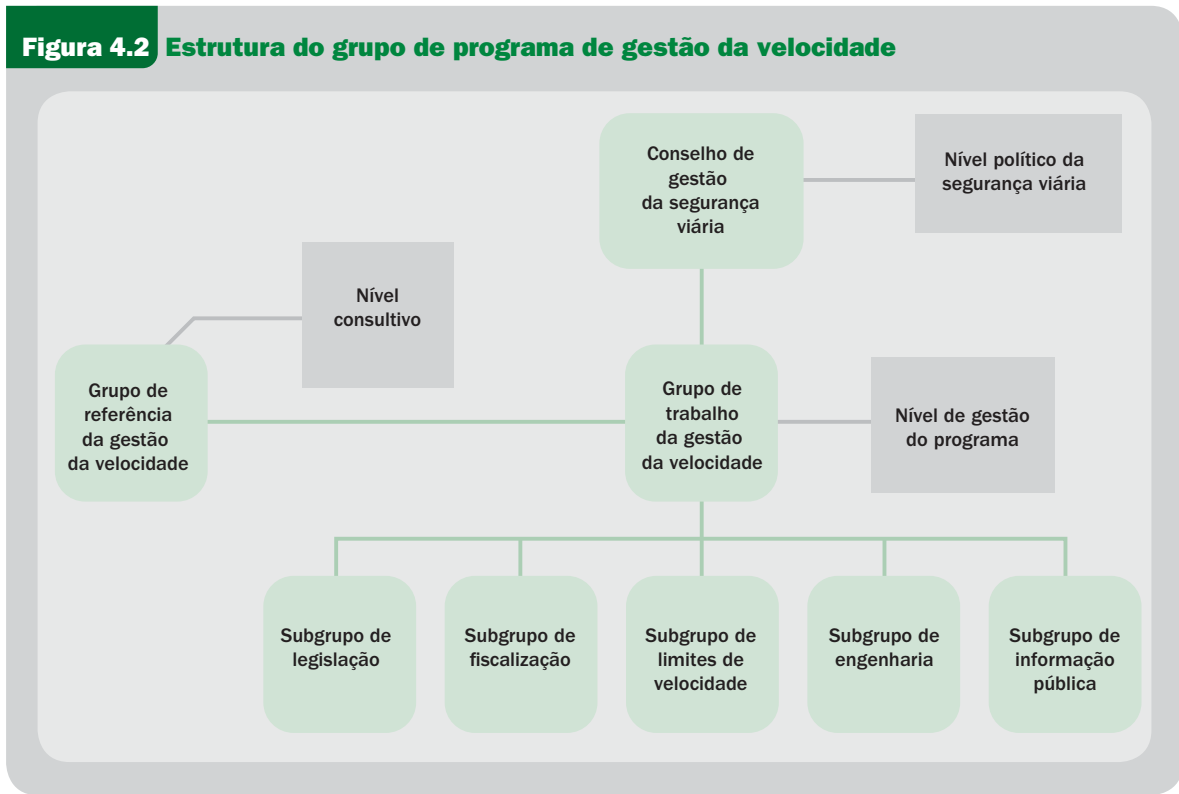 Figura 4.2 Estrutura do grupo de programa de gestão da velocidade
Conselho de
gestão
da segurança
viária
Nível político da
segurança viária
Nível
consultivo
Grupo de
referência
da gestão
da velocidade
Grupo de
trabalho
da gestão
da velocidade
Nível de gestão
do programa
Subgrupo de
legislação
Subgrupo de
fiscalização
Subgrupo de
limites de
velocidade
Subgrupo de
engenharia
Subgrupo de
informação
pública